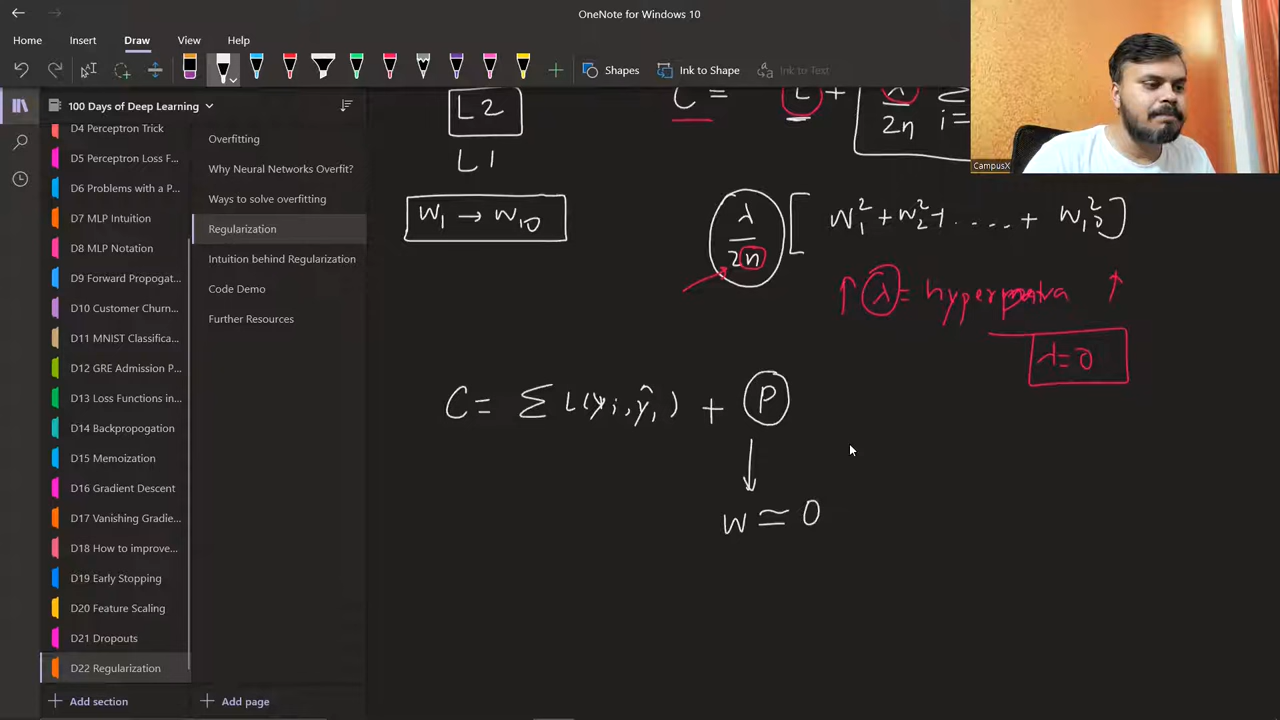 OneNote for Windows 10
Home Insert Draw View Help
Shapes Ink to Shape Ink to Text
100 Days of Deep Learning
D4 Perceptron Trick
D5 Perceptron Loss F...
D6 Problems with a P...
D7 MLP Intuition
D8 MLP Notation
D9 Forward Propogat...
D10 Customer Churn...
D11 MNIST Classifica...
D12 GRE Admission P...
D13 Loss Functions in...
D14 Backpropogation
D15 Memoization
D16 Gradient Descent
D17 Vanishing Gradie...
D18 How to improve...
D19 Early Stopping
D20 Feature Scaling
D21 Dropouts
D22 Regularization
Add section
Overfitting
Why Neural Networks Overfit?
Ways to solve overfitting
Regularization
Intuition behind Regularization
Code Demo
Further Resources
Add page
L2
L1
C = L + λ/2n Σ i=
CampusX
W₁ → W₁₀
λ/2n [ W₁² + W₂² + ..... + W₁₀² ]
↑ λ =
↑
λ=0
C = Σ L(yᵢ, ŷᵢ) + P
↓
W ≃ 0